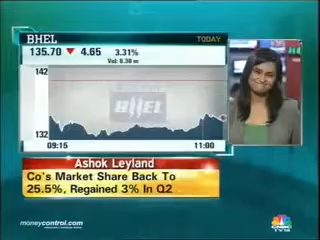 BHEL
TODAY
135.70 ▼ 4.65 3.31%
Vol: 6.38 m
142
BHEL
132
09:15 11:00
Ashok Leyland
Co's Market Share Back To
25.5%, Regained 3% In Q2
moneycontrol.com
CNBC
TV18